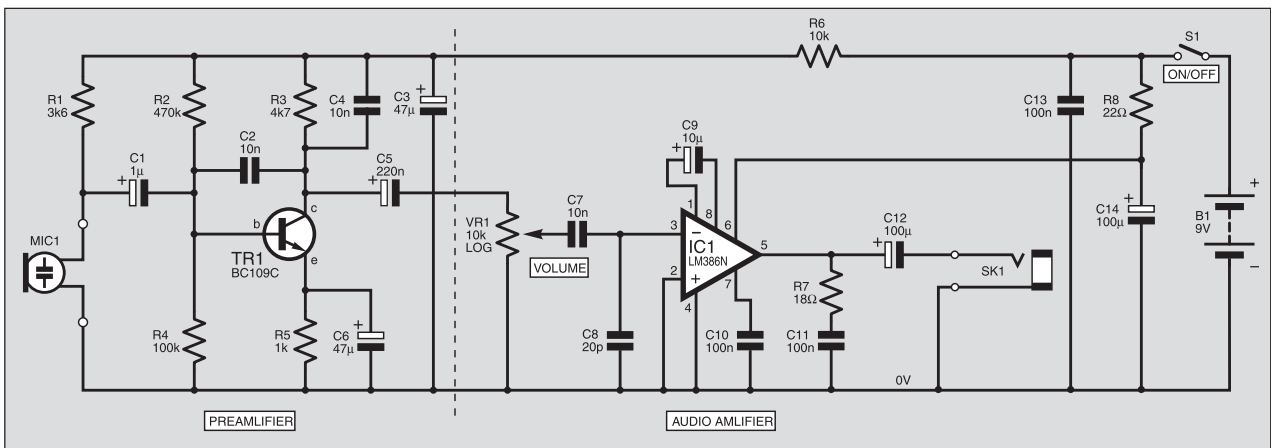 R6
10k
S1
ON/OFF
R1
3k6
R2
470k
R3
4k7
C4
10n
+
C3
47µ
C2
10n
C1
1µ
+
C5
220n
+
C9
10µ
+
C13
100n
R8
22Ω
C7
10n
VR1
10k
LOG
VOLUME
b
c
e
TR1
BC109C
MIC1
1
8
6
3
−
IC1
LM386N
5
2
+
7
4
C12
100µ
+
SK1
+
C14
100µ
+
B1
9V
−
R7
18Ω
R4
100k
R5
1k
+
C6
47µ
C8
20p
C10
100n
C11
100n
0V
PREAMLIFIER
AUDIO AMLIFIER